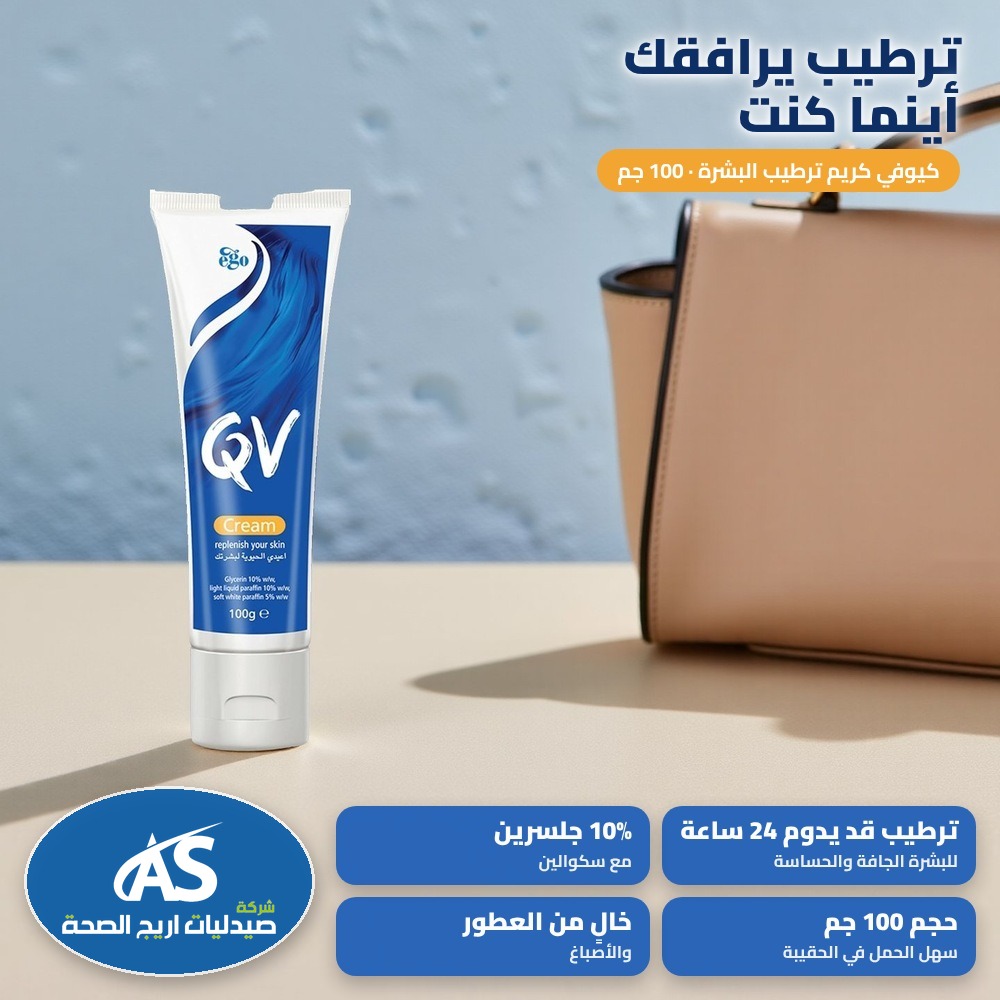 ترطيب يرافقك
أينما كنت
كيوفي كريم ترطيب البشرة · 100 جم
ego
QV
Cream
replenish your skin
اعيدي الحيوية لبشرتك
Glycerin 10% w/w,
light liquid paraffin 10% w/w,
soft white paraffin 5% w/w
100g ℮
ترطيب قد يدوم 24 ساعة
للبشرة الجافة والحساسة
10% جلسرين
مع سكوالين
حجم 100 جم
سهل الحمل في الحقيبة
خالٍ من العطور
والأصباغ
AS
شركة
صيدليات اريج الصحة